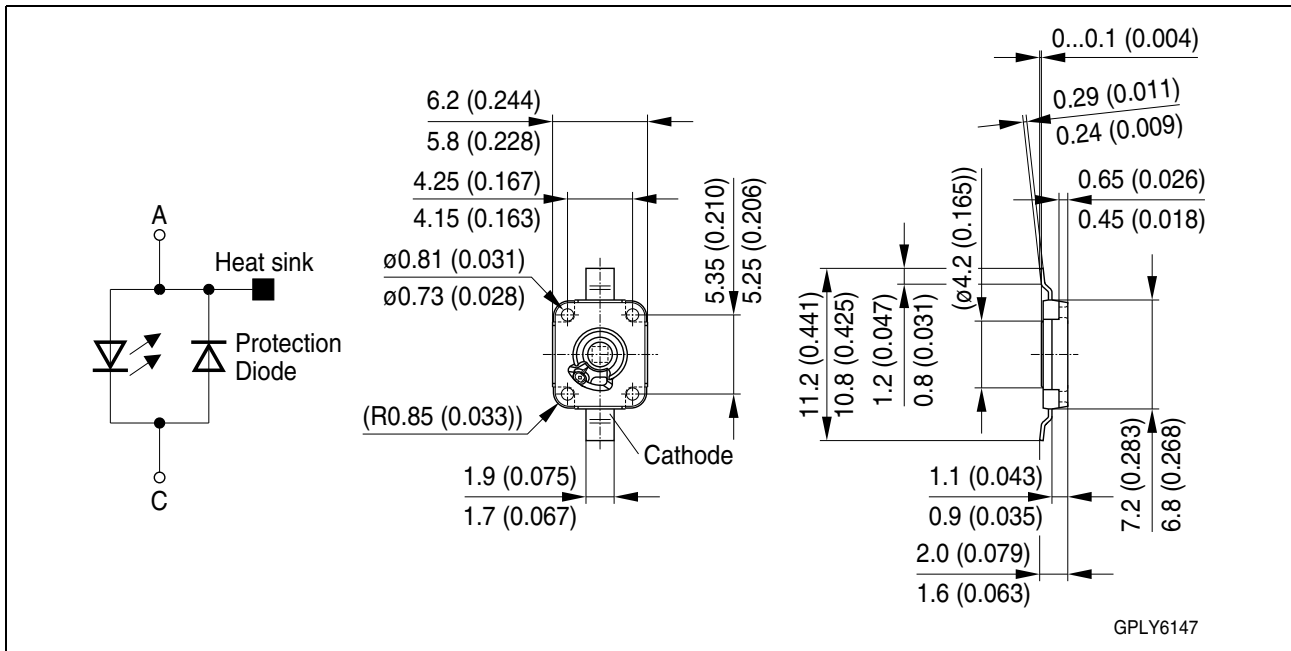 A
Heat sink
Protection
Diode
C
6.2 (0.244)
5.8 (0.228)
4.25 (0.167)
4.15 (0.163)
ø0.81 (0.031)
ø0.73 (0.028)
(R0.85 (0.033))
1.9 (0.075)
1.7 (0.067)
Cathode
5.35 (0.210)
5.25 (0.206)
0...0.1 (0.004)
0.29 (0.011)
0.24 (0.009)
0.65 (0.026)
0.45 (0.018)
(ø4.2 (0.165))
11.2 (0.441)
10.8 (0.425)
1.2 (0.047)
0.8 (0.031)
1.1 (0.043)
0.9 (0.035)
7.2 (0.283)
6.8 (0.268)
2.0 (0.079)
1.6 (0.063)
GPLY6147